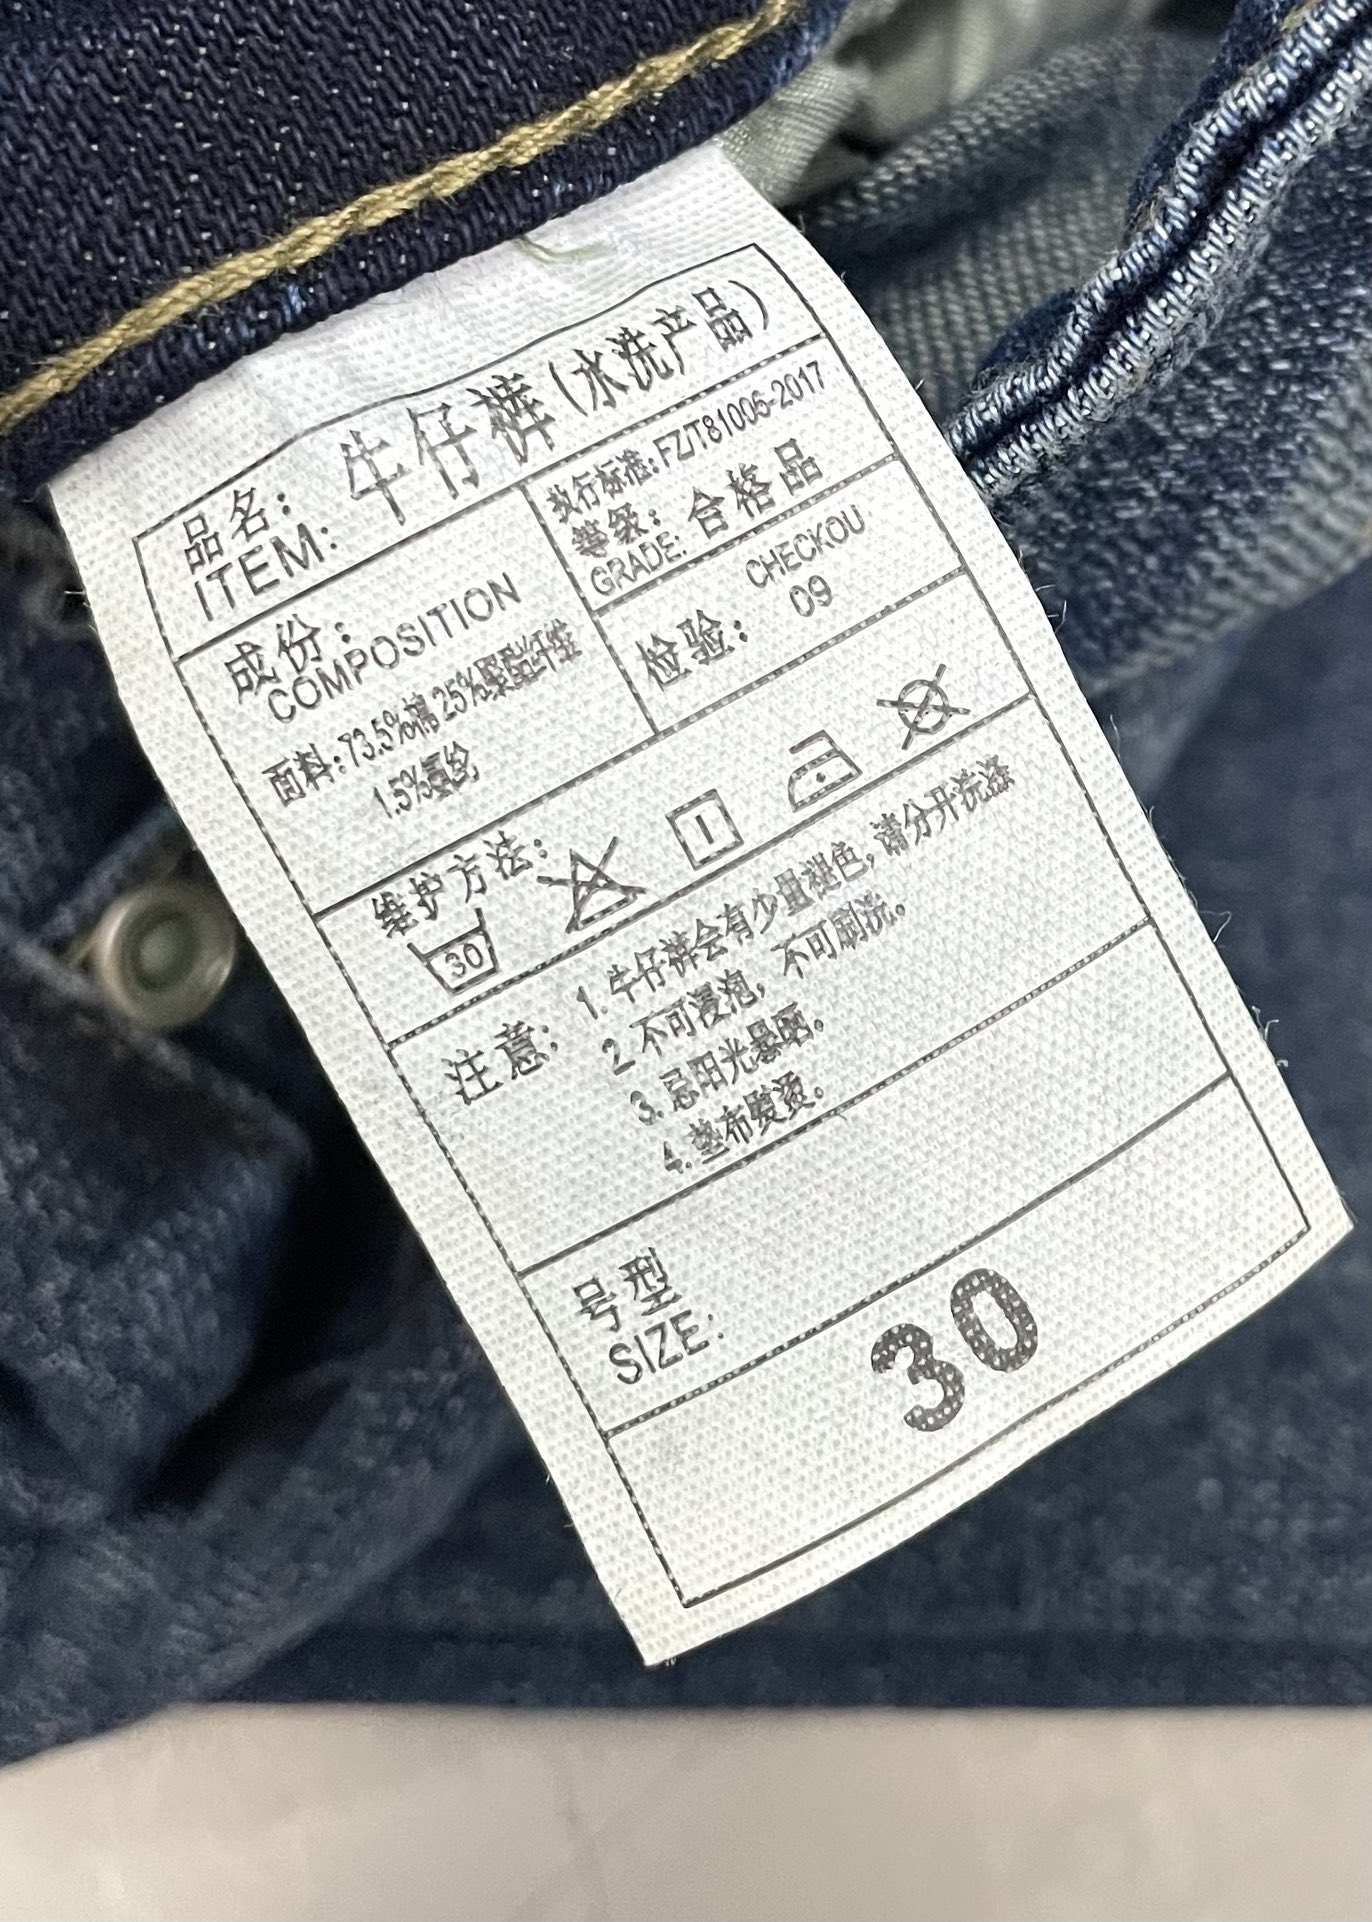 品名： 牛仔裤（水洗产品）
ITEM:
成份：
COMPOSITION
面料：73.5%棉 25%聚酯纤维
1.5%氨纶
执行标准：FZ/T81006-2017
等级： 合格品
GRADE:
检验： CHECKOU
09
维护方法：
30
注意： 1. 牛仔裤会有少量褪色，请分开洗涤
2 不可浸泡，不可刷洗。
3. 忌阳光暴晒。
4. 垫布熨烫。
号型
SIZE: 30